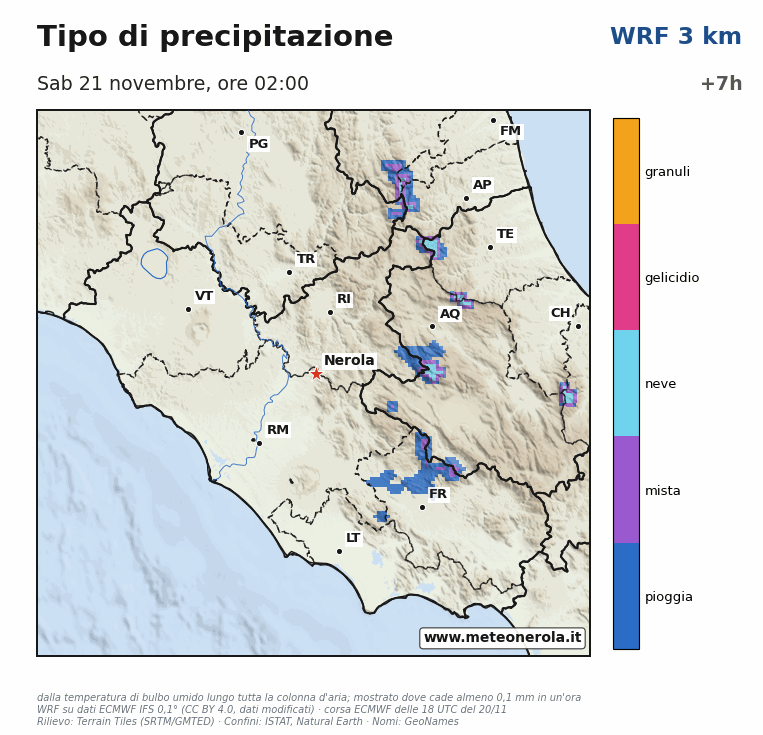 Tipo di precipitazione
WRF 3 km
Sab 21 novembre, ore 02:00
+7h
FM
PG
AP
TE
TR
RI
VT
AQ
CH
Nerola
RM
FR
LT
granuli
gelicidio
neve
mista
pioggia
www.meteonerola.it
dalla temperatura di bulbo umido lungo tutta la colonna d'aria; mostrato dove cade almeno 0,1 mm in un'ora
WRF su dati ECMWF IFS 0,1° (CC BY 4.0, dati modificati) · corsa ECMWF delle 18 UTC del 20/11
Rilievo: Terrain Tiles (SRTM/GMTED) · Confini: ISTAT, Natural Earth · Nomi: GeoNames